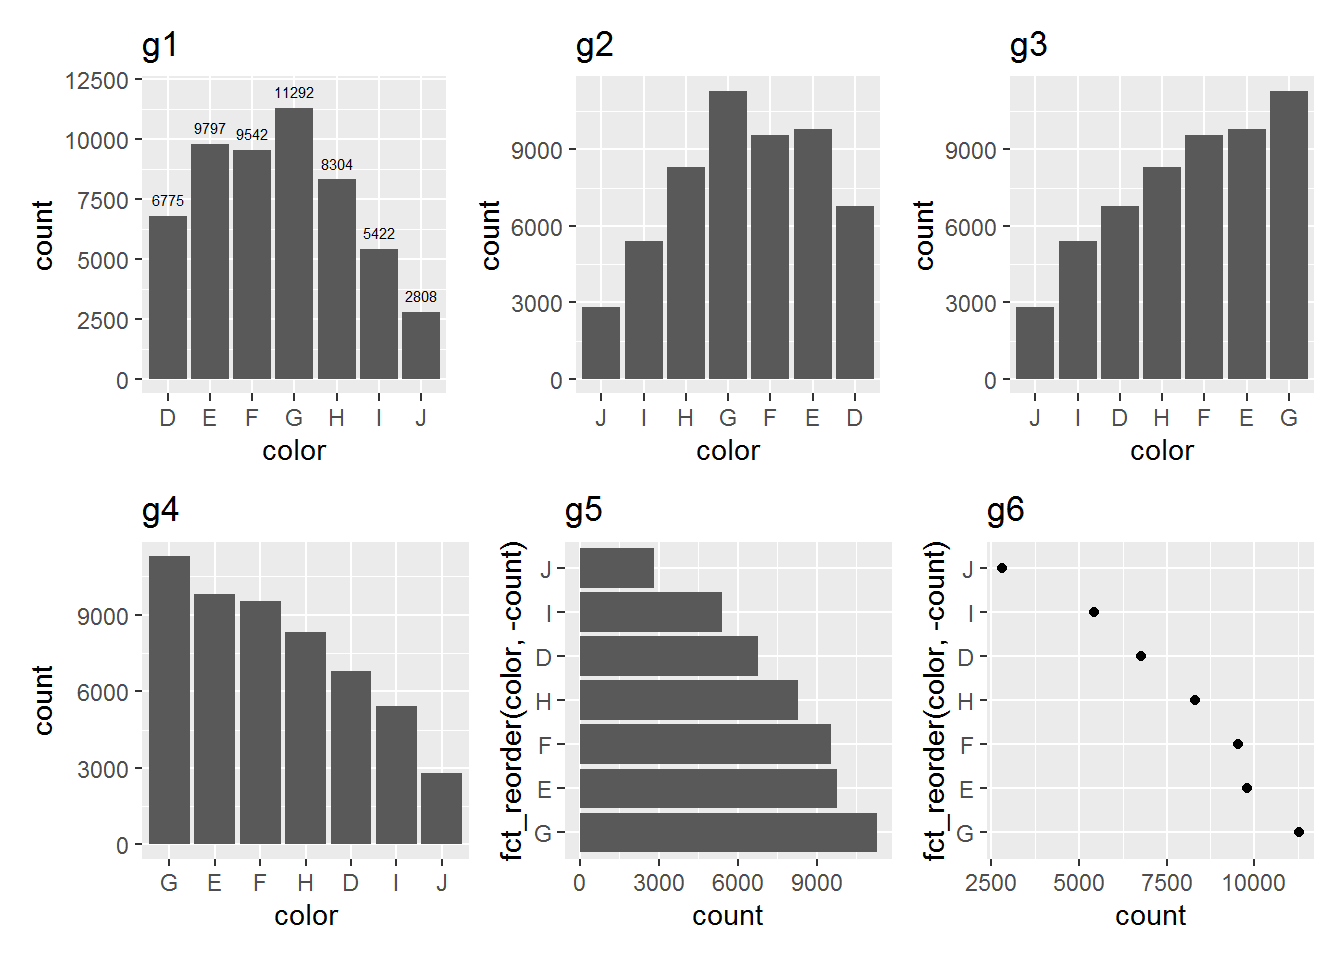 g1
12500
10000
7500
5000
2500
0
count
6775
9797
9542
11292
8304
5422
2808
D E F G H I J
color
g2
9000
6000
3000
0
count
J I H G F E D
color
g3
9000
6000
3000
0
count
J I D H F E G
color
g4
9000
6000
3000
0
count
G E F H D I J
color
g5
fct_reorder(color, -count)
J
I
D
H
F
E
G
0 3000 6000 9000
count
g6
fct_reorder(color, -count)
J
I
D
H
F
E
G
2500 5000 7500 10000
count